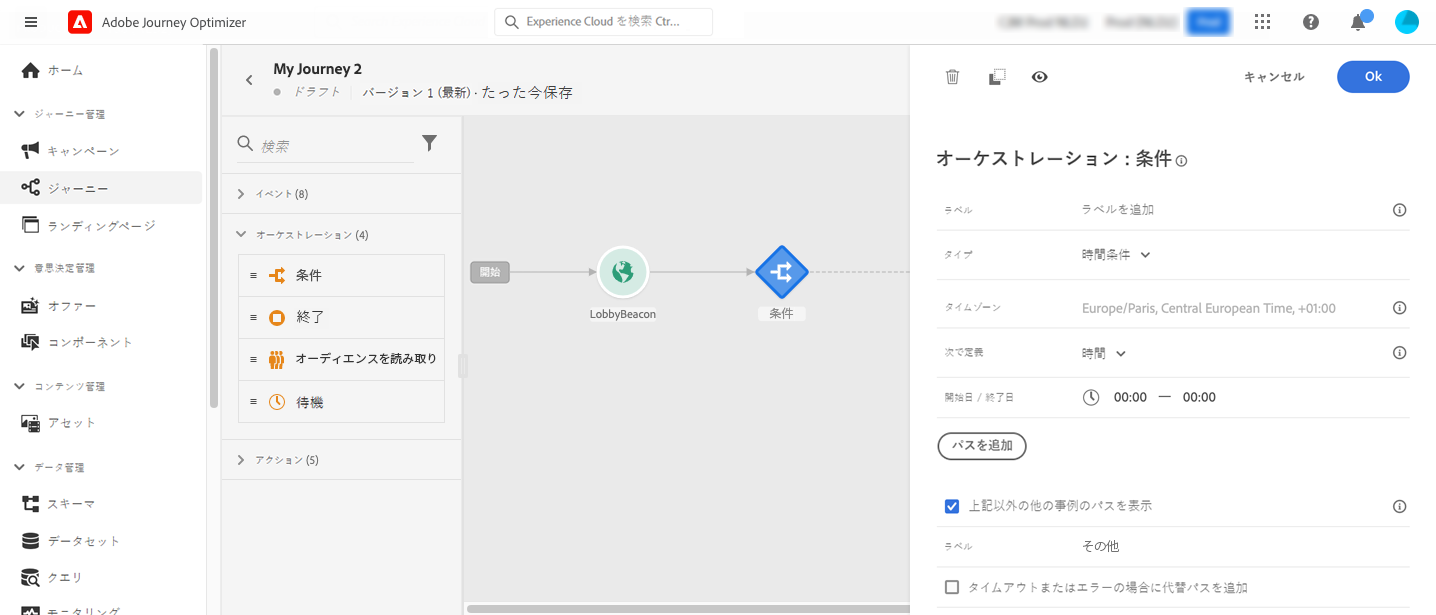 Adobe Journey Optimizer
Experience Cloud を検索 Ctr...
ホーム
ジャーニー管理
キャンペーン
ジャーニー
ランディングページ
意思決定管理
オファー
コンポーネント
コンテンツ管理
アセット
データ管理
スキーマ
データセット
クエリ
モニタリング
My Journey 2
ドラフト
バージョン 1 (最新) · たった今保存
検索
イベント (8)
オーケストレーション (4)
条件
終了
オーディエンスを読み取り
待機
アクション (5)
開始
LobbyBeacon
条件
キャンセル
Ok
オーケストレーション : 条件
ラベル
ラベルを追加
タイプ
時間条件
タイムゾーン
Europe/Paris, Central European Time, +01:00
次で定義
時間
開始日 / 終了日
00:00 — 00:00
パスを追加
上記以外の他の事例のパスを表示
ラベル
その他
タイムアウトまたはエラーの場合に代替パスを追加